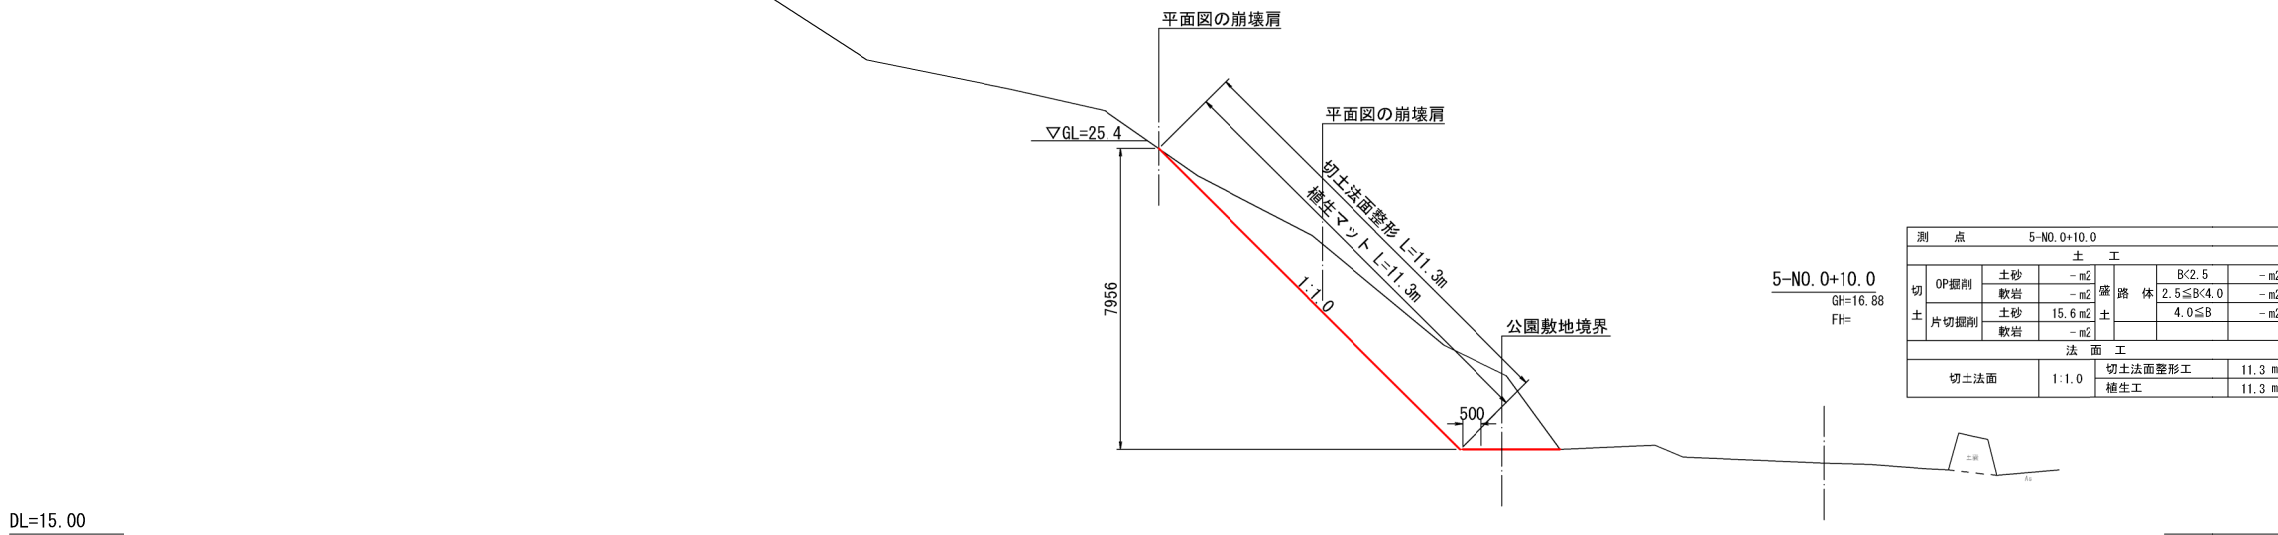 平面図の崩壊肩
平面図の崩壊肩
▽GL=25.4
切土法面整形 L=11.3m
植生マット L=11.3m
1:1.0
7956
500
公園敷地境界
5-NO.0+10.0
GH=16.88
FH=
測 点 5-NO.0+10.0
土 工
切土 OP掘削 土砂 - m2 盛土 路 体 B<2.5 - m2
軟岩 - m2 2.5≦B<4.0 - m2
片切掘削 土砂 15.6 m2 4.0≦B - m2
軟岩 - m2
法 面 工
切土法面 1:1.0 切土法面整形工 11.3 m
植生工 11.3 m
As
DL=15.00